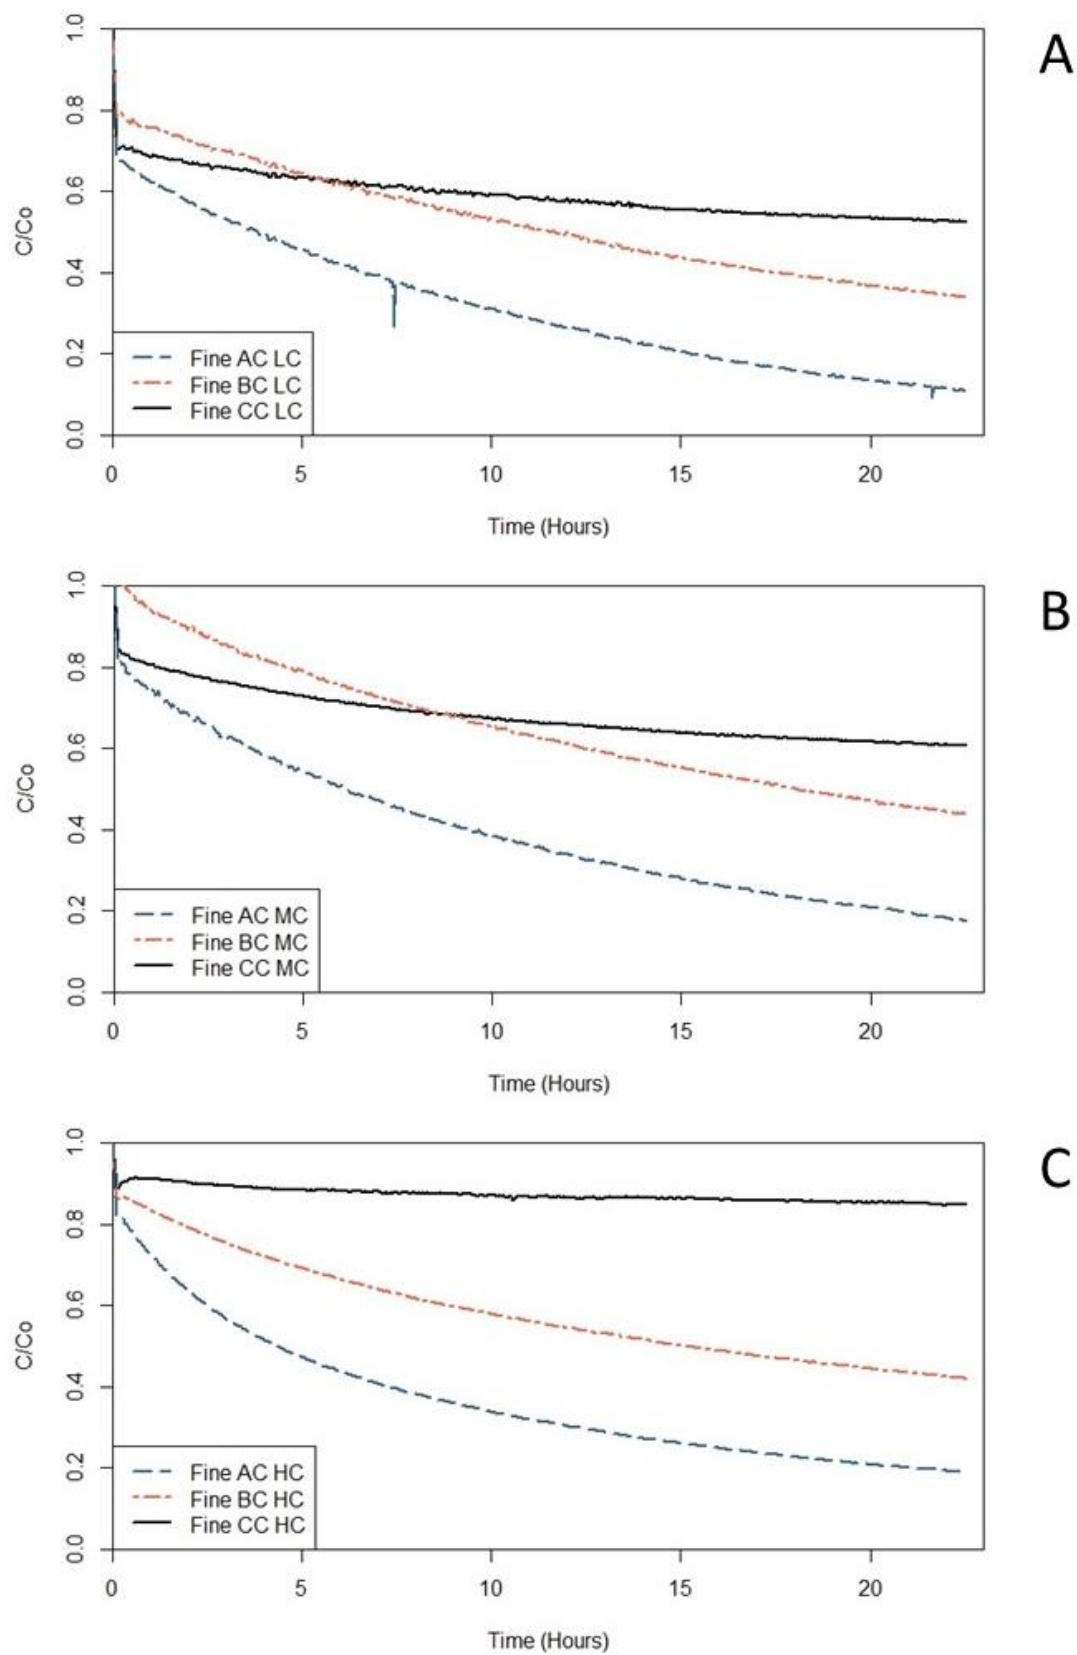 A
1.0
0.8
0.6
0.4
0.2
0.0
C/Co
Fine AC LC
Fine BC LC
Fine CC LC
0 5 10 15 20
Time (Hours)
B
1.0
0.8
0.6
0.4
0.2
0.0
C/Co
Fine AC MC
Fine BC MC
Fine CC MC
0 5 10 15 20
Time (Hours)
C
1.0
0.8
0.6
0.4
0.2
0.0
C/Co
Fine AC HC
Fine BC HC
Fine CC HC
0 5 10 15 20
Time (Hours)